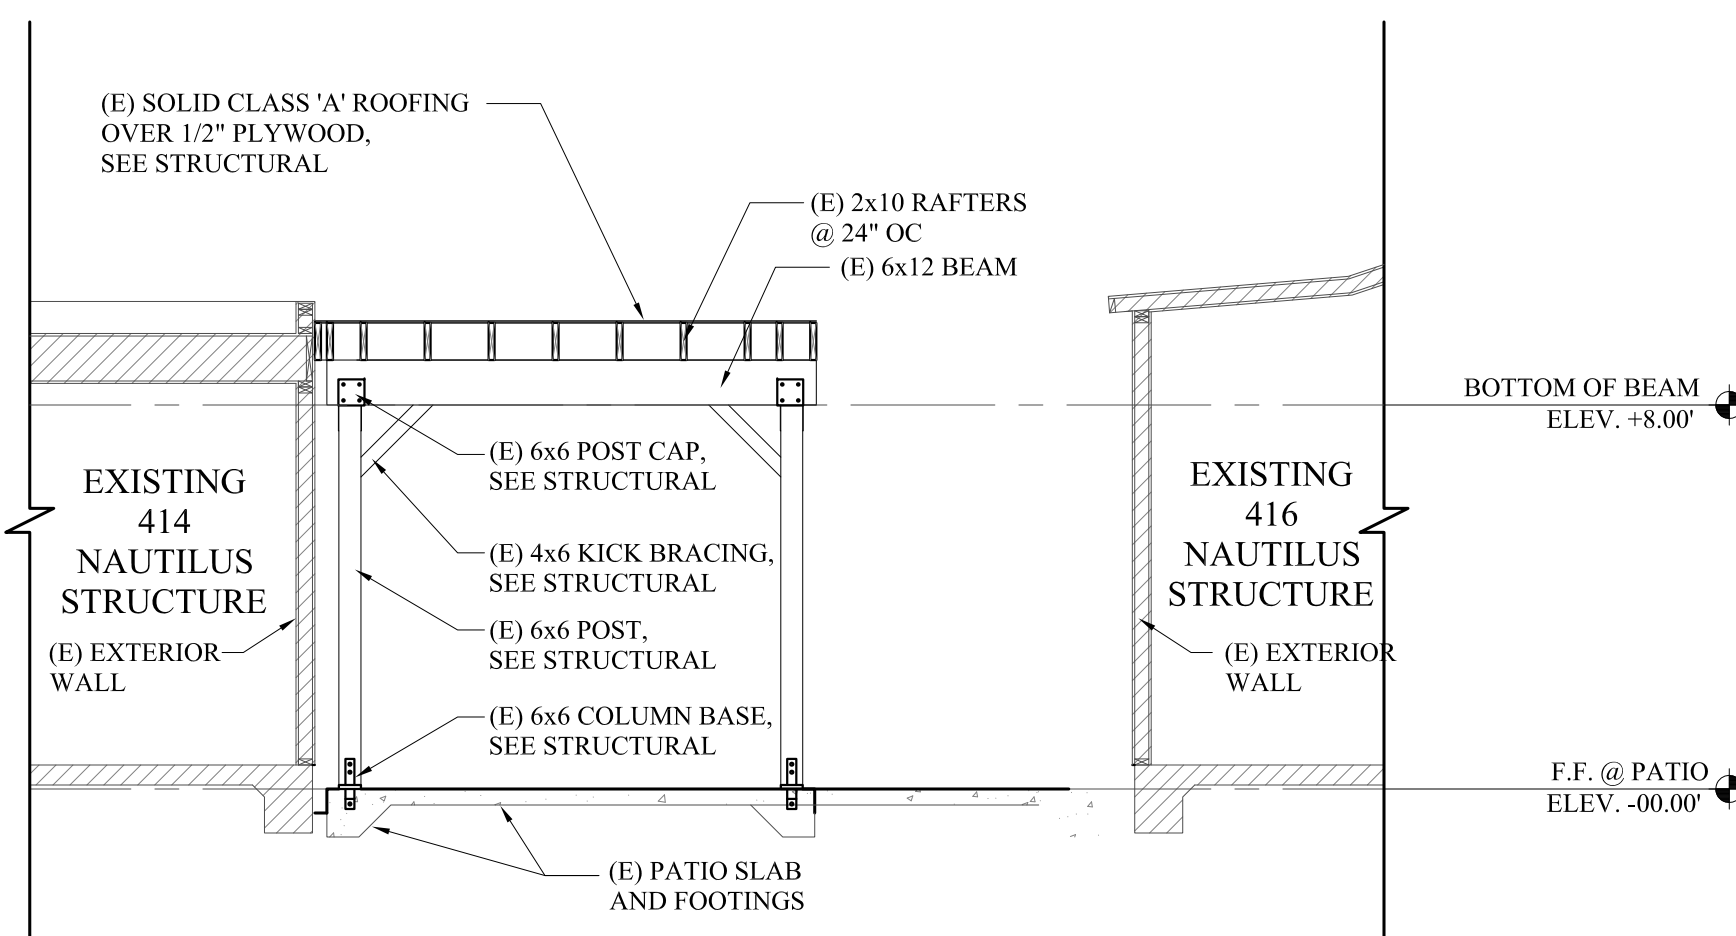 (E) SOLID CLASS 'A' ROOFING
OVER 1/2" PLYWOOD,
SEE STRUCTURAL
(E) 2x10 RAFTERS
@ 24" OC
(E) 6x12 BEAM
BOTTOM OF BEAM
ELEV. +8.00'
(E) 6x6 POST CAP,
SEE STRUCTURAL
EXISTING
414
NAUTILUS
STRUCTURE
EXISTING
416
NAUTILUS
STRUCTURE
(E) 4x6 KICK BRACING,
SEE STRUCTURAL
(E) 6x6 POST,
SEE STRUCTURAL
(E) EXTERIOR
WALL
(E) EXTERIOR
WALL
(E) 6x6 COLUMN BASE,
SEE STRUCTURAL
F.F. @ PATIO
ELEV. -00.00'
(E) PATIO SLAB
AND FOOTINGS